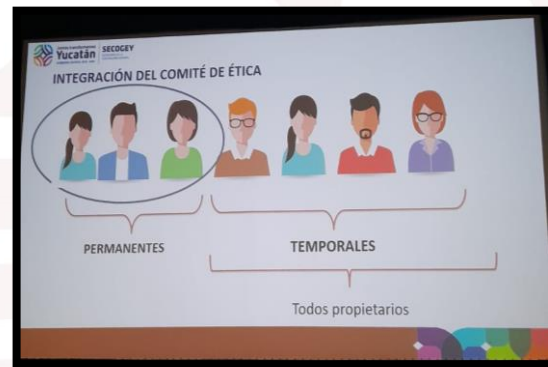 Yucatán
SECOGEY
INTEGRACIÓN DEL COMITÉ DE ÉTICA
PERMANENTES
TEMPORALES
Todos propietarios